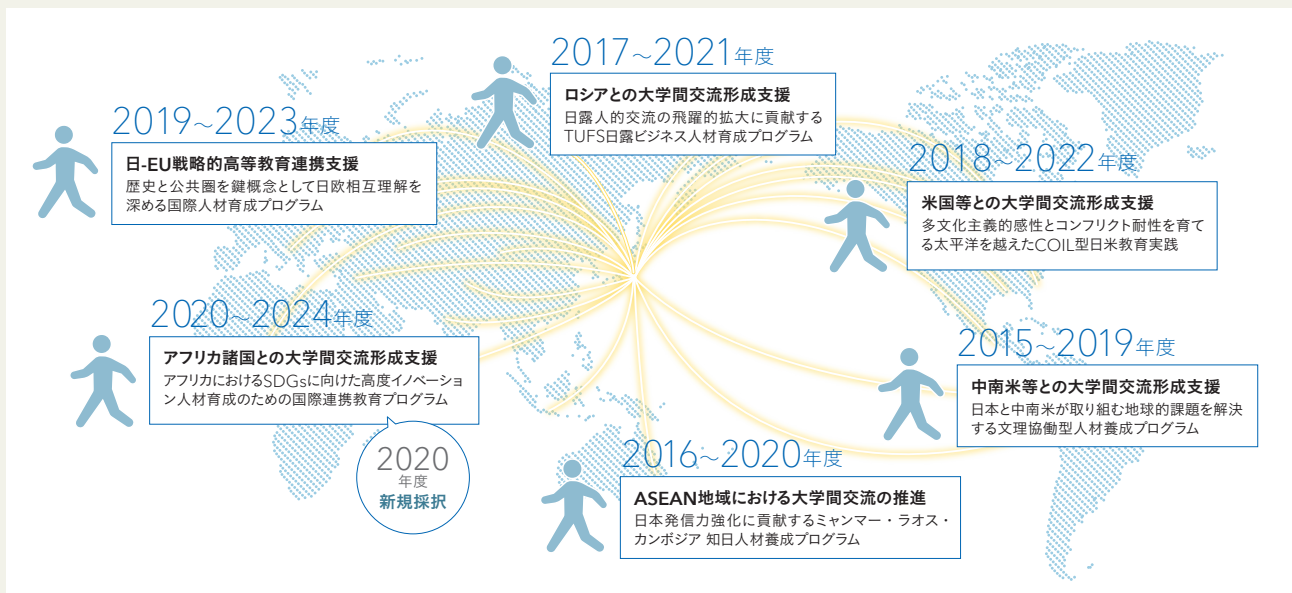 2017〜2021年度
ロシアとの大学間交流形成支援
日露人的交流の飛躍的拡大に貢献する
TUFS日露ビジネス人材育成プログラム
2019〜2023年度
日-EU戦略的高等教育連携支援
歴史と公共圏を鍵概念として日欧相互理解を
深める国際人材育成プログラム
2018〜2022年度
米国等との大学間交流形成支援
多文化主義的感性とコンフリクト耐性を育て
る太平洋を越えたCOIL型日米教育実践
2020〜2024年度
アフリカ諸国との大学間交流形成支援
アフリカにおけるSDGsに向けた高度イノベーショ
ン人材育成のための国際連携教育プログラム
2020
年度
新規採択
2015〜2019年度
中南米等との大学間交流形成支援
日本と中南米が取り組む地球的課題を解決
する文理協働型人材養成プログラム
2016〜2020年度
ASEAN地域における大学間交流の推進
日本発信力強化に貢献するミャンマー・ラオス・
カンボジア 知日人材養成プログラム